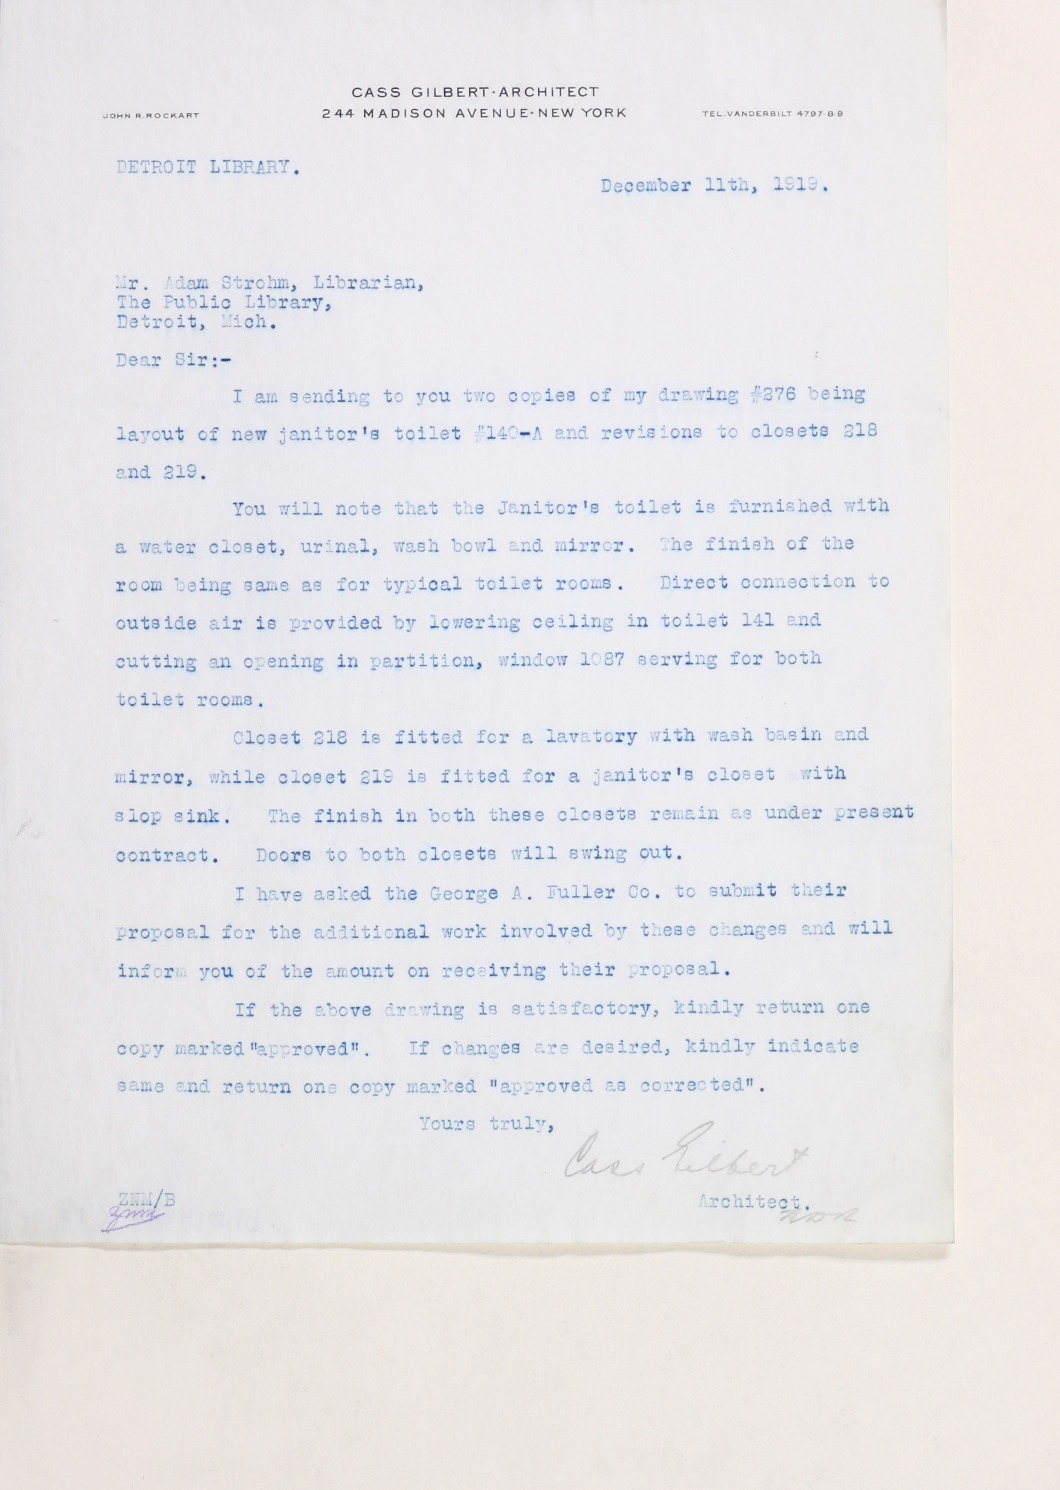 CASS GILBERT·ARCHITECT
244 MADISON AVENUE·NEW YORK
JOHN R. ROCKART
TEL. VANDERBILT 4797-8-9
DETROIT LIBRARY.
December 11th, 1919.
Mr. Adam Strohm, Librarian,
The Public Library,
Detroit, Mich.
Dear Sir:-
I am sending to you two copies of my drawing #276 being
layout of new janitor's toilet #140-A and revisions to closets 218
and 219.
You will note that the Janitor's toilet is furnished with
a water closet, urinal, wash bowl and mirror. The finish of the
room being same as for typical toilet rooms. Direct connection to
outside air is provided by lowering ceiling in toilet 141 and
cutting an opening in partition, window 1087 serving for both
toilet rooms.
Closet 218 is fitted for a lavatory with wash basin and
mirror, while closet 219 is fitted for a janitor's closet with
slop sink. The finish in both these closets remain as under present
contract. Doors to both closets will swing out.
I have asked the George A. Fuller Co. to submit their
proposal for the additional work involved by these changes and will
inform you of the amount on receiving their proposal.
If the above drawing is satisfactory, kindly return one
copy marked "approved". If changes are desired, kindly indicate
same and return one copy marked "approved as corrected".
Yours truly,
Cass Gilbert
Architect.
ZNM/B